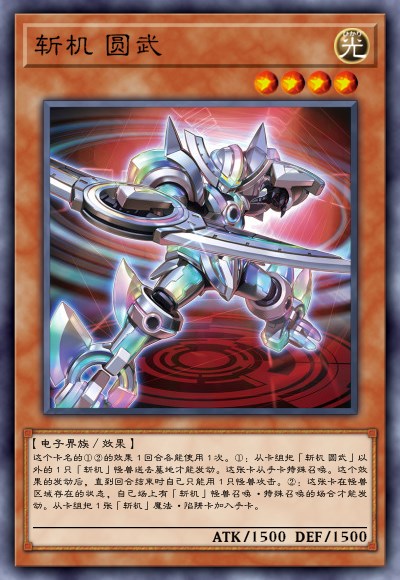 斩机 圆武
光
ひかり
【电子界族／效果】
这个卡名的①②的效果1回合各能使用1次。①：从卡组把「斩机 圆武」以
外的1只「斩机」怪兽送去墓地才能发动。这张卡从手卡特殊召唤。这个效
果的发动后，直到回合结束时自己只能用1只怪兽攻击。②：这张卡在怪兽
区域存在的状态，自己场上有「斩机」怪兽召唤・特殊召唤的场合才能发
动。从卡组把1张「斩机」魔法・陷阱卡加入手卡。
ATK/1500 DEF/1500